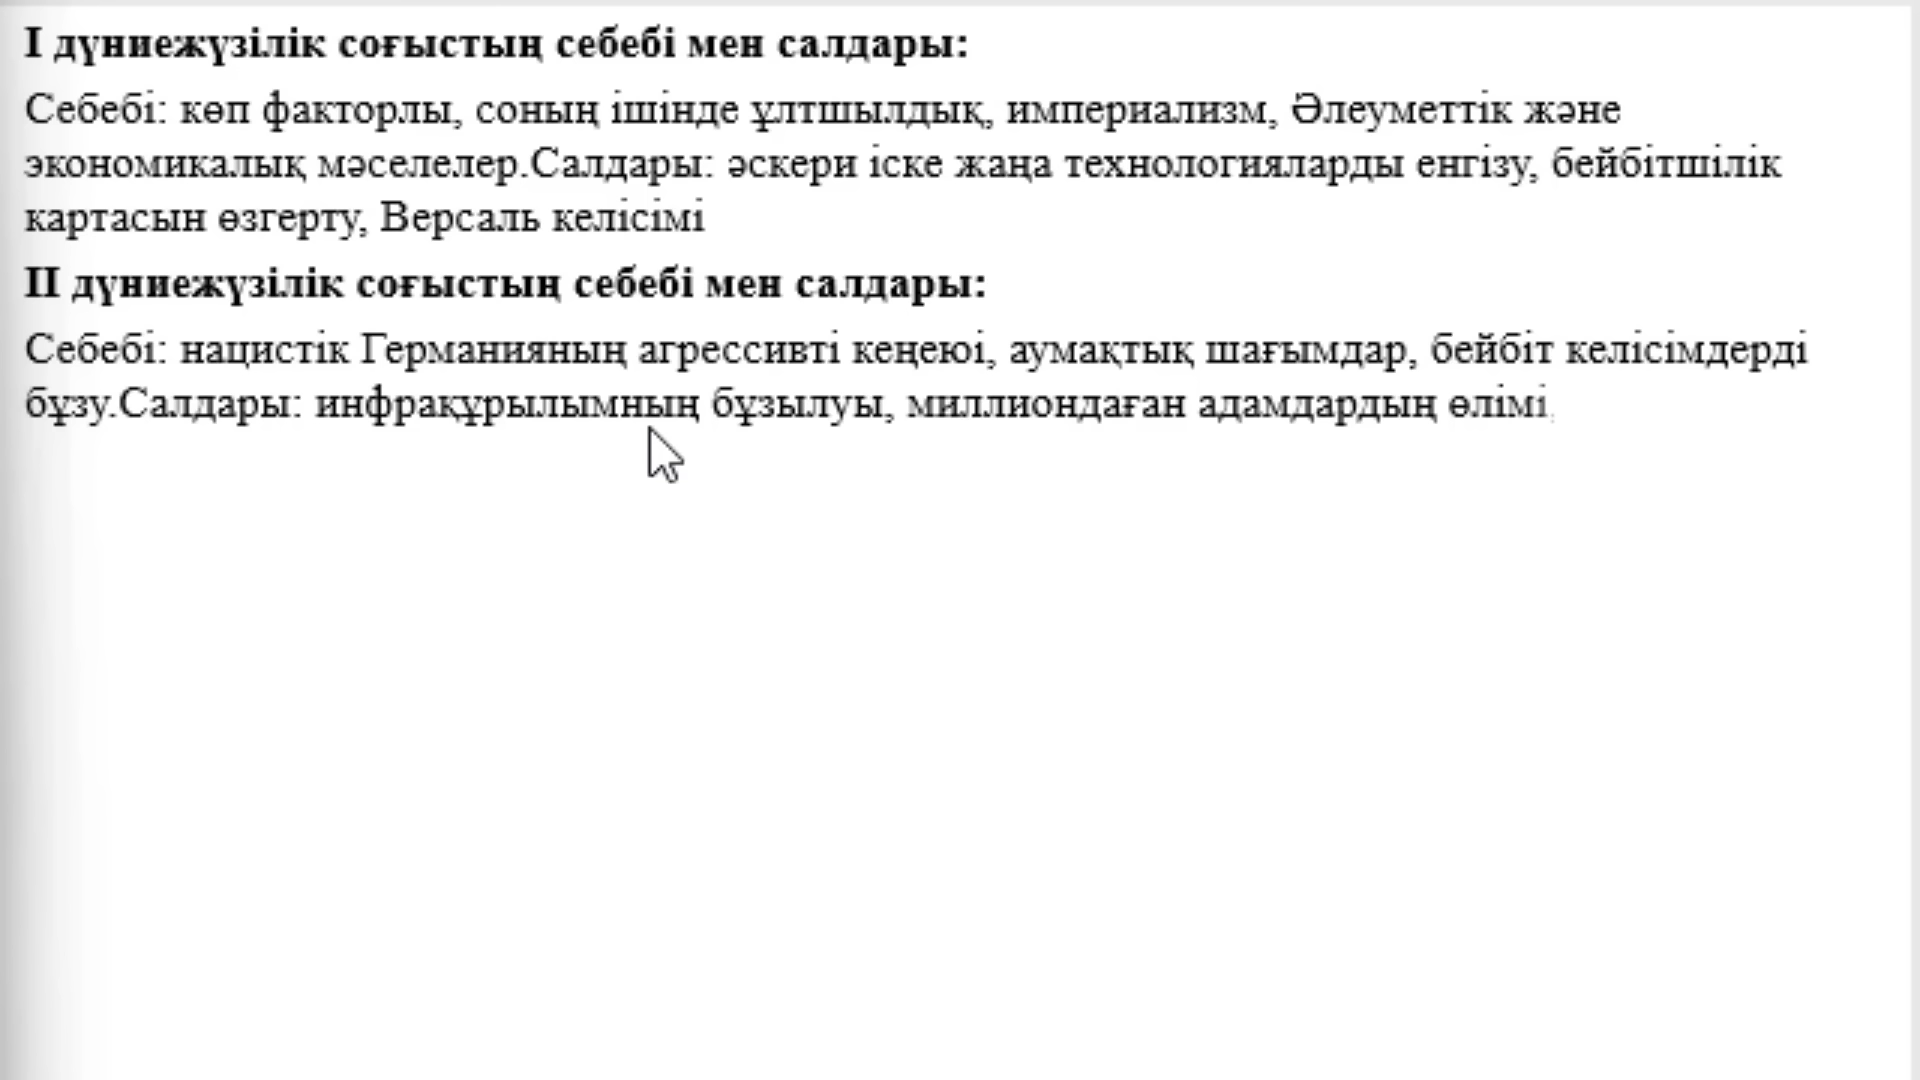 I дүниежүзілік соғыстың себебі мен салдары:
Себебі: көп факторлы, соның ішінде ұлтшылдық, империализм, Әлеуметтік және
экономикалық мәселелер.Салдары: әскери іске жаңа технологияларды енгізу, бейбітшілік
картасын өзгерту, Версаль келісімі
II дүниежүзілік соғыстың себебі мен салдары:
Себебі: нацистік Германияның агрессивті кеңеюі, аумақтық шағымдар, бейбіт келісімдерді
бұзу.Салдары: инфрақұрылымның бұзылуы, миллиондаған адамдардың өлімі.